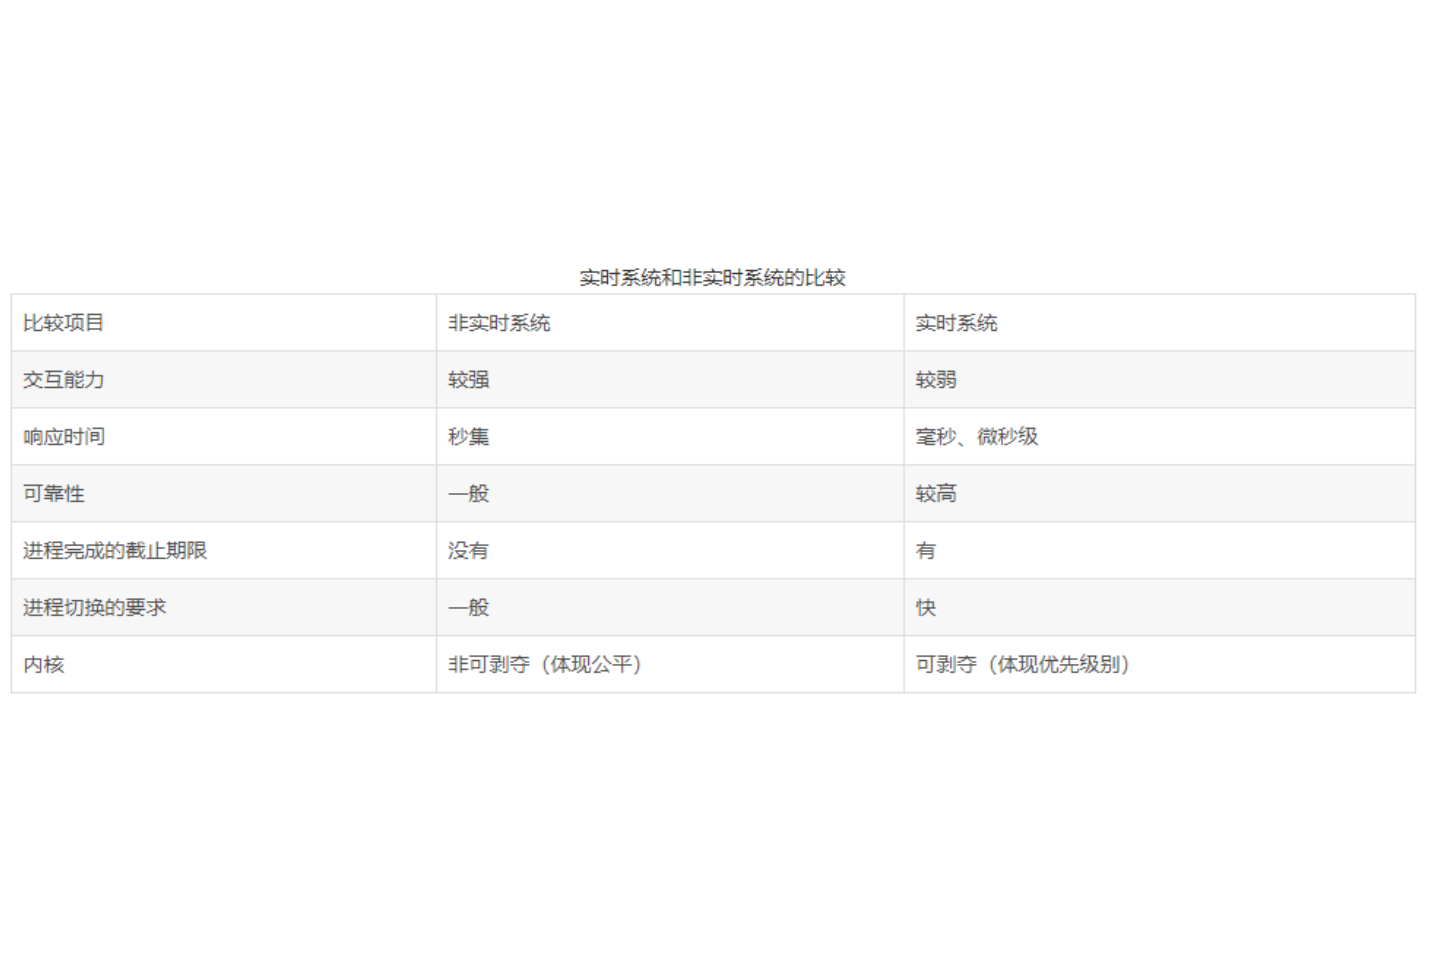 实时系统和非实时系统的比较
比较项目 非实时系统 实时系统
交互能力 较强 较弱
响应时间 秒集 毫秒、微秒级
可靠性 一般 较高
进程完成的截止期限 没有 有
进程切换的要求 一般 快
内核 非可剥夺（体现公平） 可剥夺（体现优先级别）